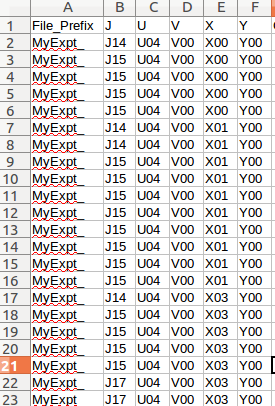 A B C D E F
1 File_Prefix J U V X Y
2 MyExpt_ J14 U04 V00 X00 Y00
3 MyExpt_ J15 U04 V00 X00 Y00
4 MyExpt_ J15 U04 V00 X00 Y00
5 MyExpt_ J15 U04 V00 X00 Y00
6 MyExpt_ J15 U04 V00 X00 Y00
7 MyExpt_ J14 U04 V00 X01 Y00
8 MyExpt_ J14 U04 V00 X01 Y00
9 MyExpt_ J15 U04 V00 X01 Y00
10 MyExpt_ J15 U04 V00 X01 Y00
11 MyExpt_ J15 U04 V00 X01 Y00
12 MyExpt_ J15 U04 V00 X01 Y00
13 MyExpt_ J15 U04 V00 X01 Y00
14 MyExpt_ J15 U04 V00 X01 Y00
15 MyExpt_ J15 U04 V00 X01 Y00
16 MyExpt_ J15 U04 V00 X01 Y00
17 MyExpt_ J14 U04 V00 X03 Y00
18 MyExpt_ J15 U04 V00 X03 Y00
19 MyExpt_ J15 U04 V00 X03 Y00
20 MyExpt_ J15 U04 V00 X03 Y00
21 MyExpt_ J15 U04 V00 X03 Y00
22 MyExpt_ J17 U04 V00 X03 Y00
23 MyExpt_ J17 U04 V00 X03 Y00